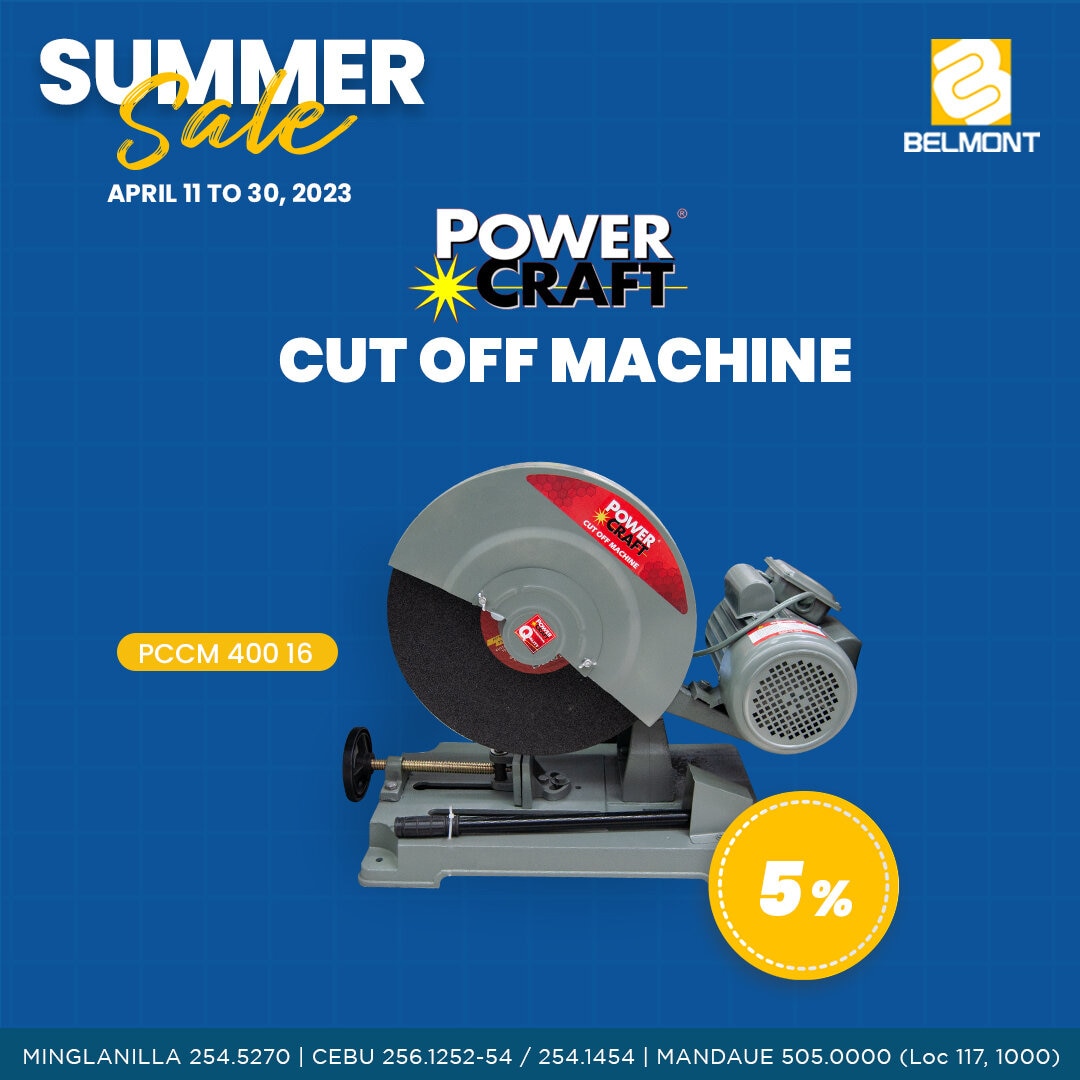 SUMMER
Sale
APRIL 11 TO 30, 2023
BELMONT
POWER®
CRAFT
CUT OFF MACHINE
POWER
CRAFT
CUT OFF MACHINE
POWER
PCCM 400 16
5%
MINGLANILLA 254.5270 | CEBU 256.1252-54 / 254.1454 | MANDAUE 505.0000 (Loc 117, 1000)